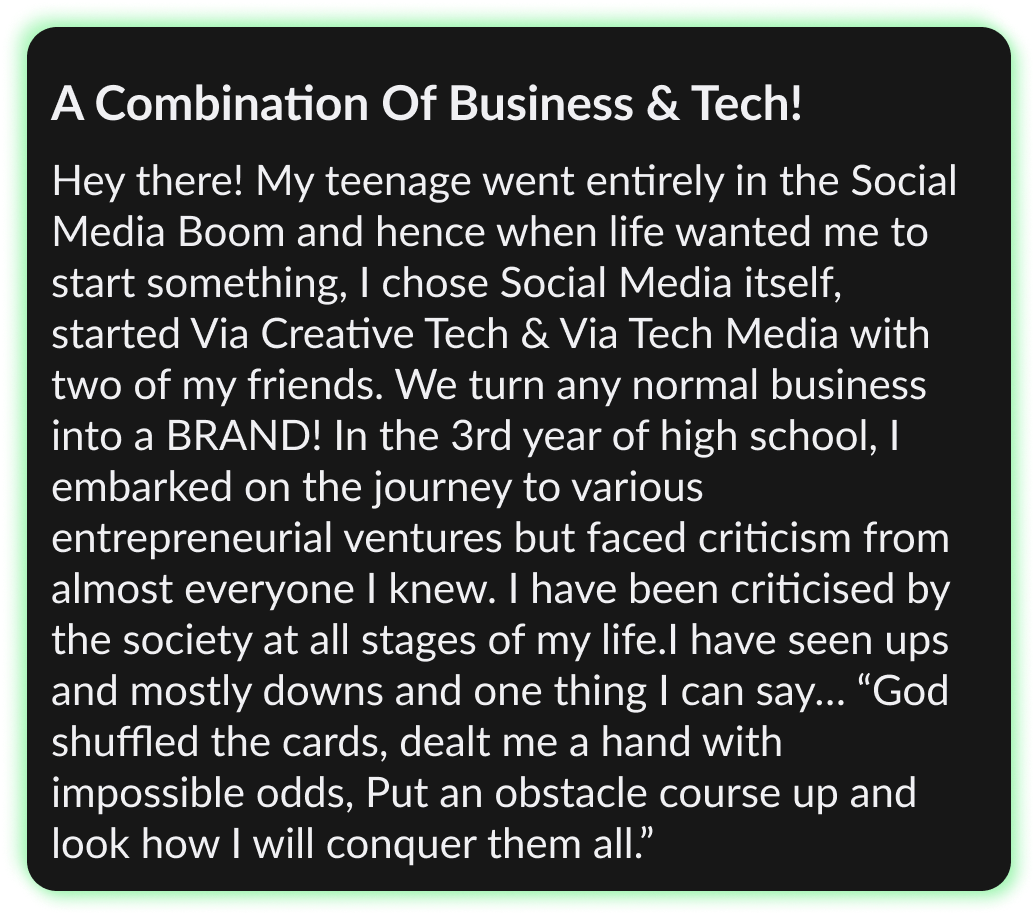 A Combination Of Business & Tech!
Hey there! My teenage went entirely in the Social
Media Boom and hence when life wanted me to
start something, I chose Social Media itself,
started Via Creative Tech & Via Tech Media with
two of my friends. We turn any normal business
into a BRAND! In the 3rd year of high school, I
embarked on the journey to various
entrepreneurial ventures but faced criticism from
almost everyone I knew. I have been criticised by
the society at all stages of my life.I have seen ups
and mostly downs and one thing I can say... “God
shuffled the cards, dealt me a hand with
impossible odds, Put an obstacle course up and
look how I will conquer them all.”